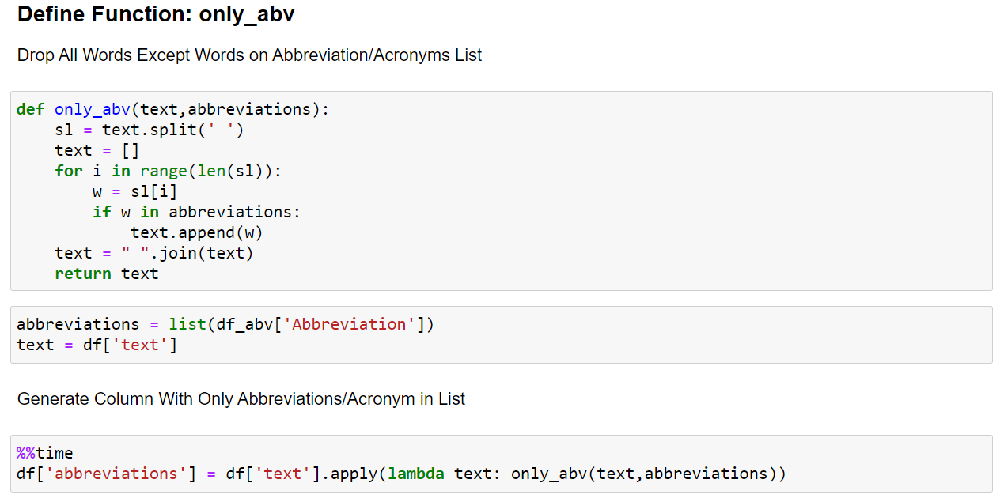 Define Function: only_abv
Drop All Words Except Words on Abbreviation/Acronyms List
def only_abv(text,abbreviations):
    sl = text.split(' ')
    text = []
    for i in range(len(sl)):
        w = sl[i]
        if w in abbreviations:
            text.append(w)
    text = " ".join(text)
    return text
abbreviations = list(df_abv['Abbreviation'])
text = df['text']
Generate Column With Only Abbreviations/Acronym in List
%%time
df['abbreviations'] = df['text'].apply(lambda text: only_abv(text,abbreviations))